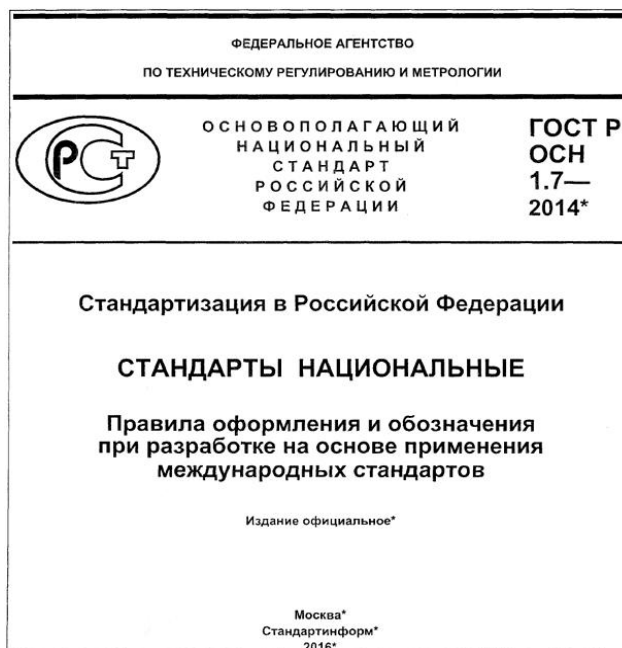 ФЕДЕРАЛЬНОЕ АГЕНТСТВО
ПО ТЕХНИЧЕСКОМУ РЕГУЛИРОВАНИЮ И МЕТРОЛОГИИ
РСТ
ОСНОВОПОЛАГАЮЩИЙ
НАЦИОНАЛЬНЫЙ
СТАНДАРТ
РОССИЙСКОЙ
ФЕДЕРАЦИИ
ГОСТ Р
ОСН
1.7—
2014*
Стандартизация в Российской Федерации
СТАНДАРТЫ НАЦИОНАЛЬНЫЕ
Правила оформления и обозначения
при разработке на основе применения
международных стандартов
Издание официальное*
Москва*
Стандартинформ*
2016*